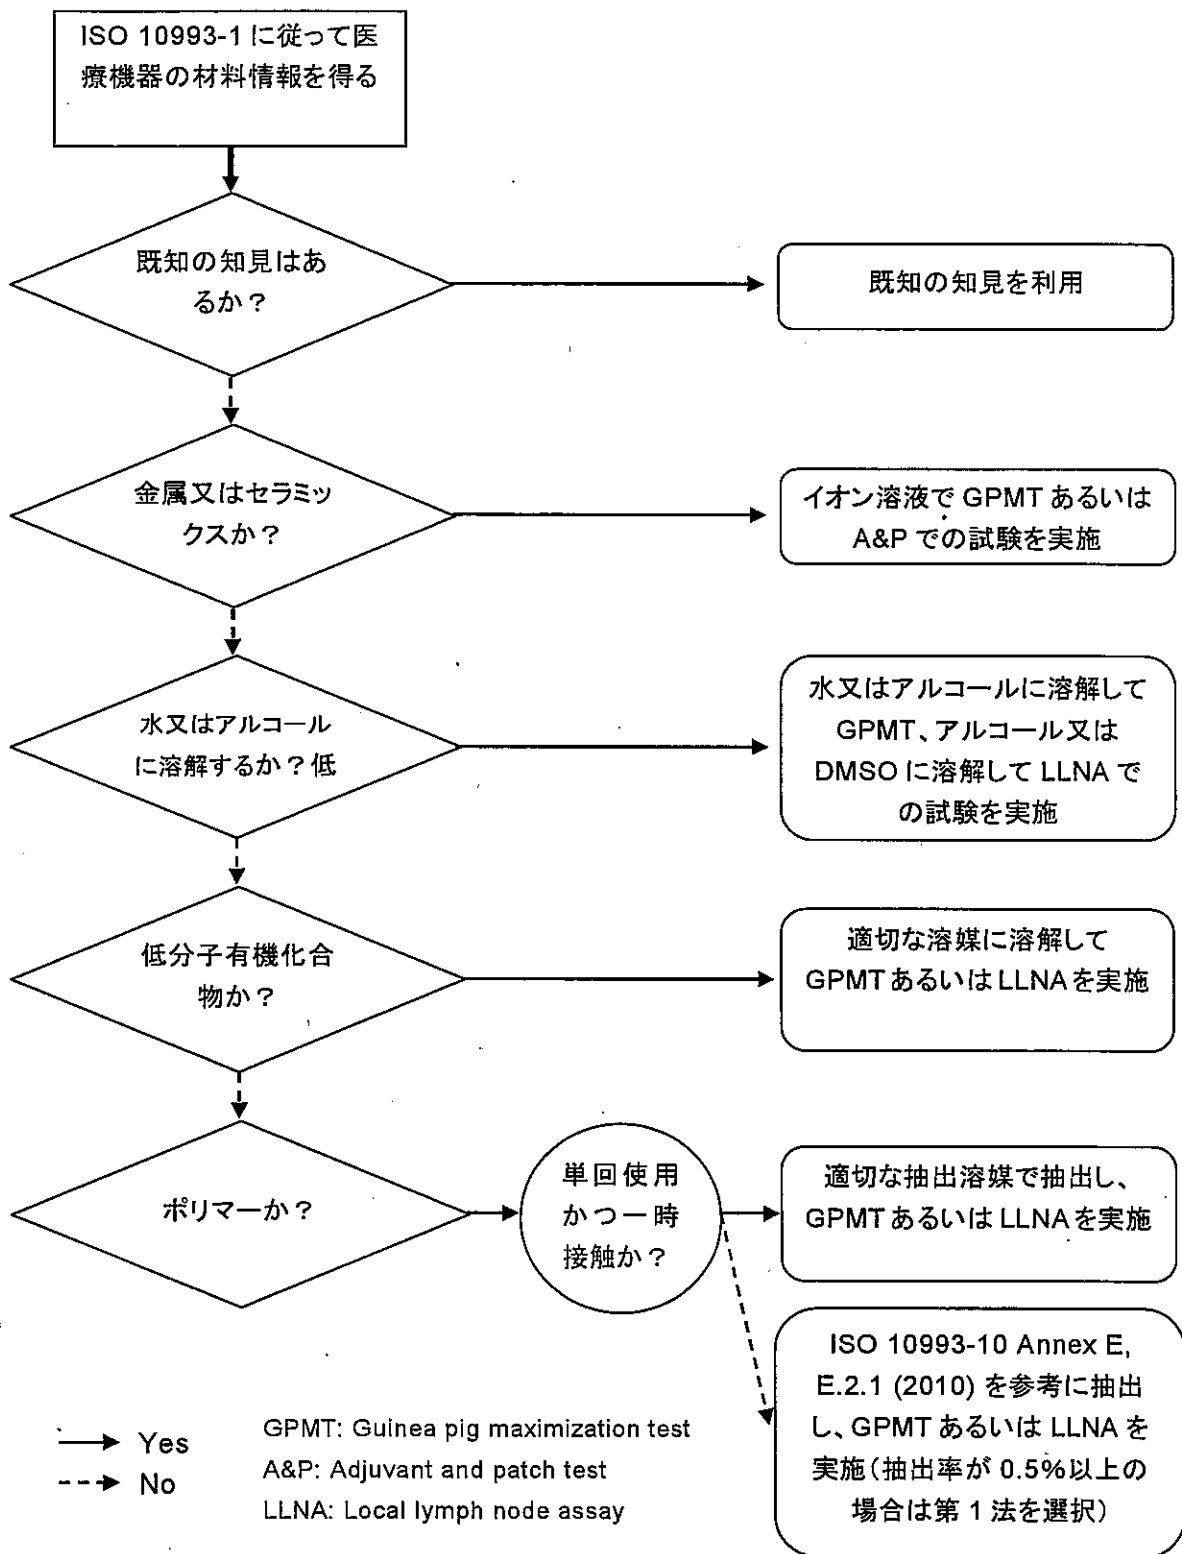 ISO 10993-1 に従って医
療機器の材料情報を得る
既知の知見はあ
るか？
既知の知見を利用
金属又はセラミッ
クスか？
イオン溶液で GPMT あるいは
A&P での試験を実施
水又はアルコール
に溶解するか？低
水又はアルコールに溶解して
GPMT、アルコール又は
DMSO に溶解して LLNA で
の試験を実施
低分子有機化合
物か？
適切な溶媒に溶解して
GPMT あるいは LLNA を実施
ポリマーか？
単回使用
かつ一時
接触か？
適切な抽出溶媒で抽出し、
GPMT あるいは LLNA を実施
ISO 10993-10 Annex E,
E.2.1 (2010) を参考に抽出
し、GPMT あるいは LLNA を
実施（抽出率が 0.5%以上の
場合は第 1 法を選択）
Yes
No
GPMT: Guinea pig maximization test
A&P: Adjuvant and patch test
LLNA: Local lymph node assay